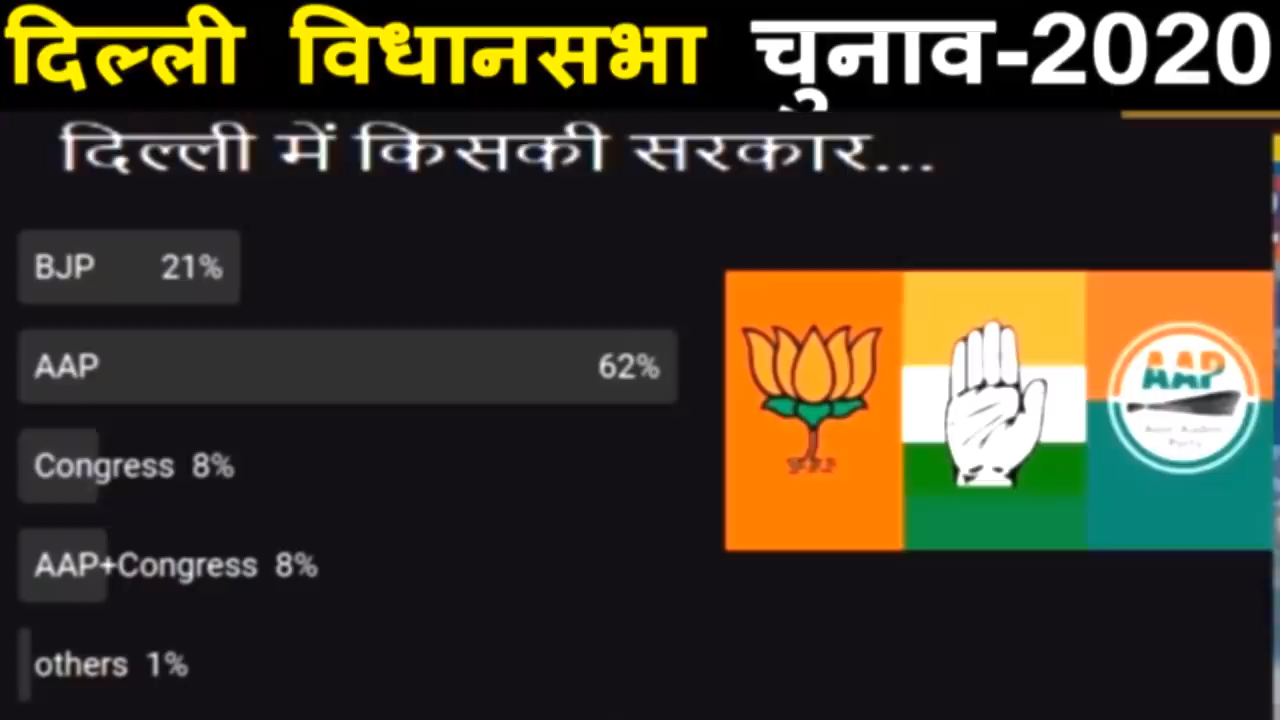 दिल्ली विधानसभा चुनाव-2020
दिल्ली में किसकी सरकार...
BJP 21%
AAP 62%
Congress 8%
AAP+Congress 8%
others 1%
AAP